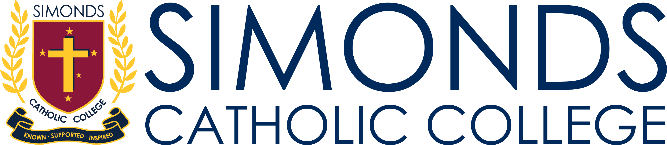 SIMONDS
CATHOLIC COLLEGE
KNOWN · SUPPORTED · INSPIRED
SIMONDS
CATHOLIC COLLEGE